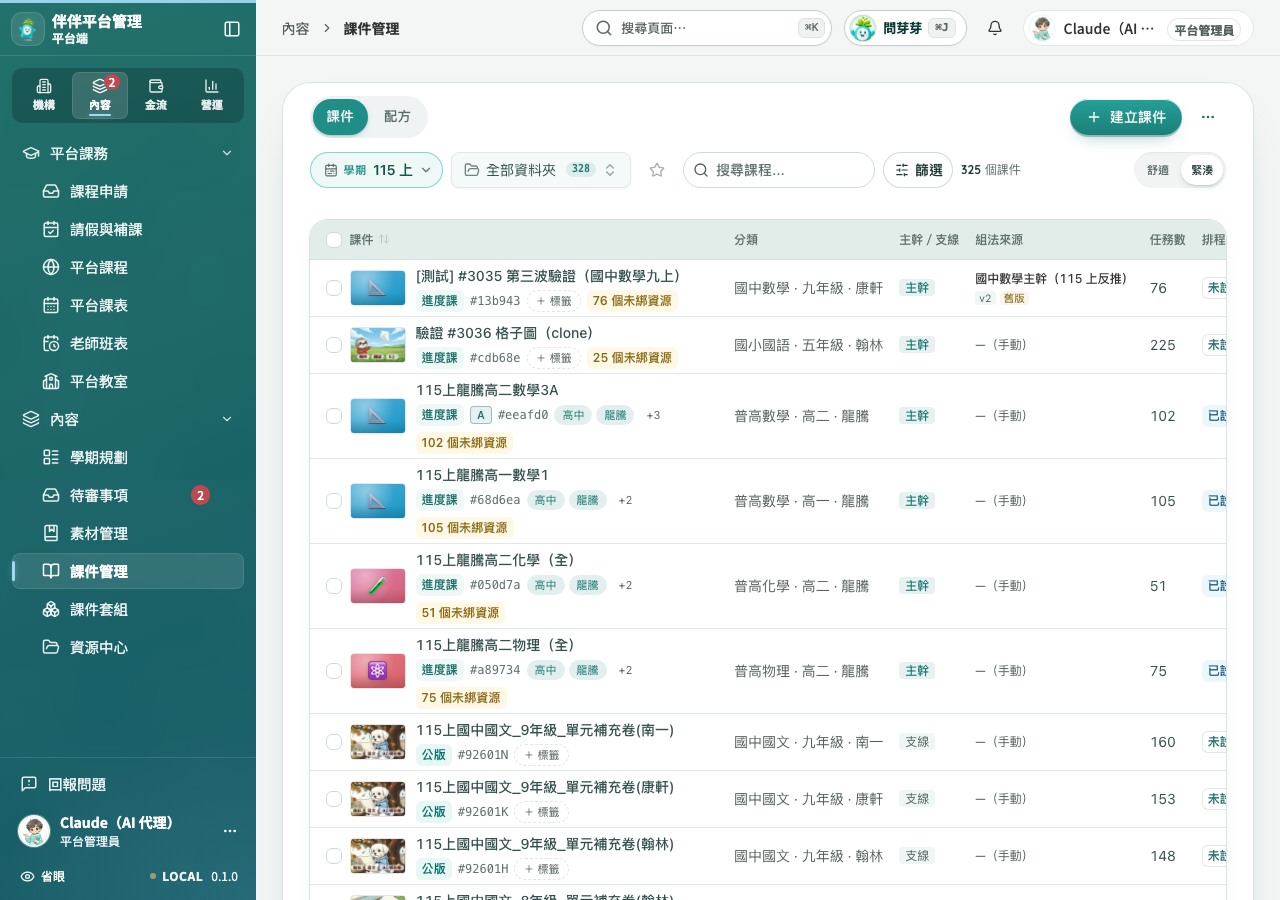 伴伴平台管理
平台端
機構
內容
2
金流
營運
平台課務
課程申請
請假與補課
平台課程
平台課表
老師班表
平台教室
內容
學期規劃
待審事項
2
素材管理
課件管理
課件套組
資源中心
回報問題
Claude（AI 代理）
平台管理員
省眼
LOCAL 0.1.0
內容 > 課件管理
搜尋頁面⋯ ⌘K
問芽芽 ⌘J
Claude（AI ⋯ 平台管理員
課件 配方
+ 建立課件
學期 115 上
全部資料夾 328
搜尋課程...
篩選
325 個課件
舒適 緊湊
課件 分類 主幹 / 支線 組法來源 任務數 排程
[測試] #3035 第三波驗證（國中數學九上）
進度課 #13b943 + 標籤 76 個未綁資源
國中數學 · 九年級 · 康軒 主幹
國中數學主幹（115 上反推）
v2 舊版
76
驗證 #3036 格子圖（clone）
進度課 #cdb68e + 標籤 25 個未綁資源
國小國語 · 五年級 · 翰林 主幹 —（手動） 225
115上龍騰高二數學3A
進度課 A #eeafd0 高中 龍騰 +3
102 個未綁資源
普高數學 · 高二 · 龍騰 主幹 —（手動） 102
115上龍騰高一數學1
進度課 #68d6ea 高中 龍騰 +2
105 個未綁資源
普高數學 · 高一 · 龍騰 主幹 —（手動） 105
115上龍騰高二化學（全）
進度課 #050d7a 高中 龍騰 +2
51 個未綁資源
普高化學 · 高二 · 龍騰 主幹 —（手動） 51
115上龍騰高二物理（全）
進度課 #a89734 高中 龍騰 +2
75 個未綁資源
普高物理 · 高二 · 龍騰 主幹 —（手動） 75
115上國中國文_9年級_單元補充卷(南一)
公版 #92601N + 標籤
國中國文 · 九年級 · 南一 支線 —（手動） 160
115上國中國文_9年級_單元補充卷(康軒)
公版 #92601K + 標籤
國中國文 · 九年級 · 康軒 支線 —（手動） 153
115上國中國文_9年級_單元補充卷(翰林)
公版 #92601H + 標籤
國中國文 · 九年級 · 翰林 支線 —（手動） 148